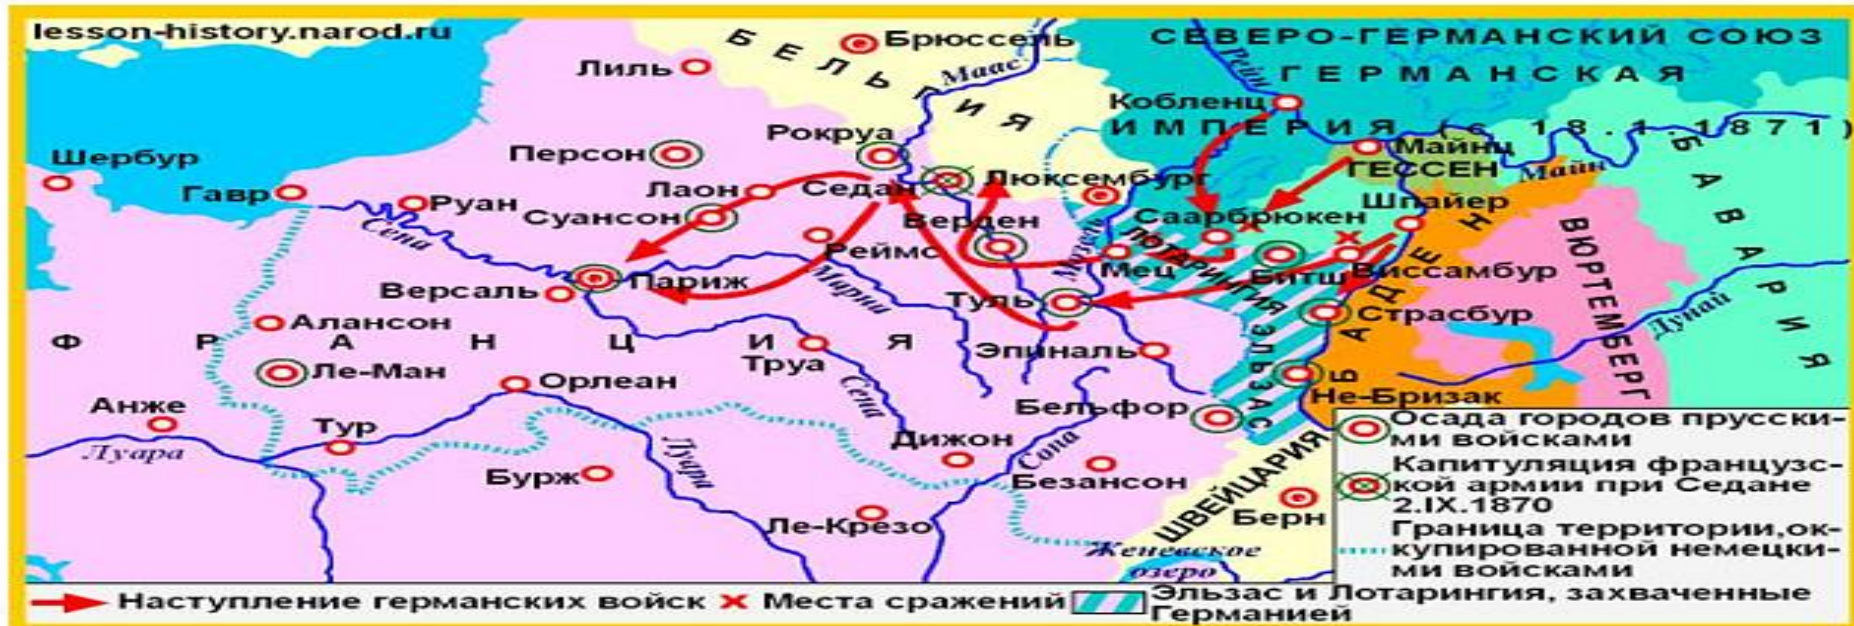 lesson-history.narod.ru
Брюссель
СЕВЕРО-ГЕРМАНСКИЙ СОЮЗ
Лиль
БЕЛЬГИЯ
Маас
Рейн
ГЕРМАНСКАЯ
Кобленц
ИМПЕРИЯ (с 18.1.1871)
Рокруа
Персон
Майнц
ГЕССЕН
Майн
БАВАРИЯ
Шербур
Гавр
Руан
Лаон
Седан
Люксембург
Суансон
Верден
Саарбрюкен
Шпайер
Сена
Реймс
Мозель
Мец
ЛОТАРИНГИЯ
Битш
Виссамбур
БАДЕН
ВЮРТЕМБЕРГ
Париж
Версаль
Марна
Туль
Страсбур
Дунай
Алансон
ФРАНЦИЯ
Труа
Эпиналь
ЭЛЬЗАС
Ле-Ман
Орлеан
Сена
Не-Бризак
Анже
Тур
Бельфор
Луара
Луара
Дижон
Сона
Бурж
Безансон
ШВЕЙЦАРИЯ
Берн
Ле-Крезо
Женевское
озеро
Осада городов прусски-
ми войсками
Капитуляция французс-
кой армии при Седане
2.IX.1870
Граница территории,ок-
купированной немецки-
ми войсками
Наступление германских войск
Места сражений
Эльзас и Лотарингия, захваченные
Германией